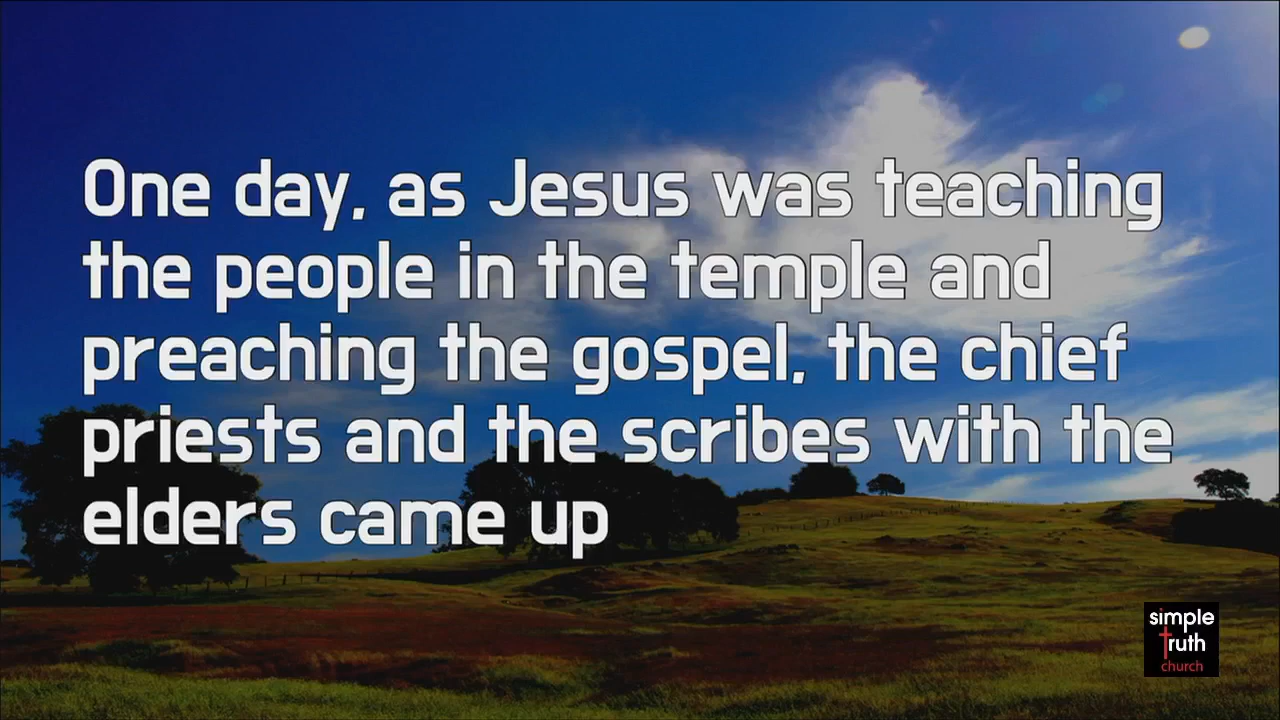 One day, as Jesus was teaching
the people in the temple and
preaching the gospel, the chief
priests and the scribes with the
elders came up
simple
truth
church